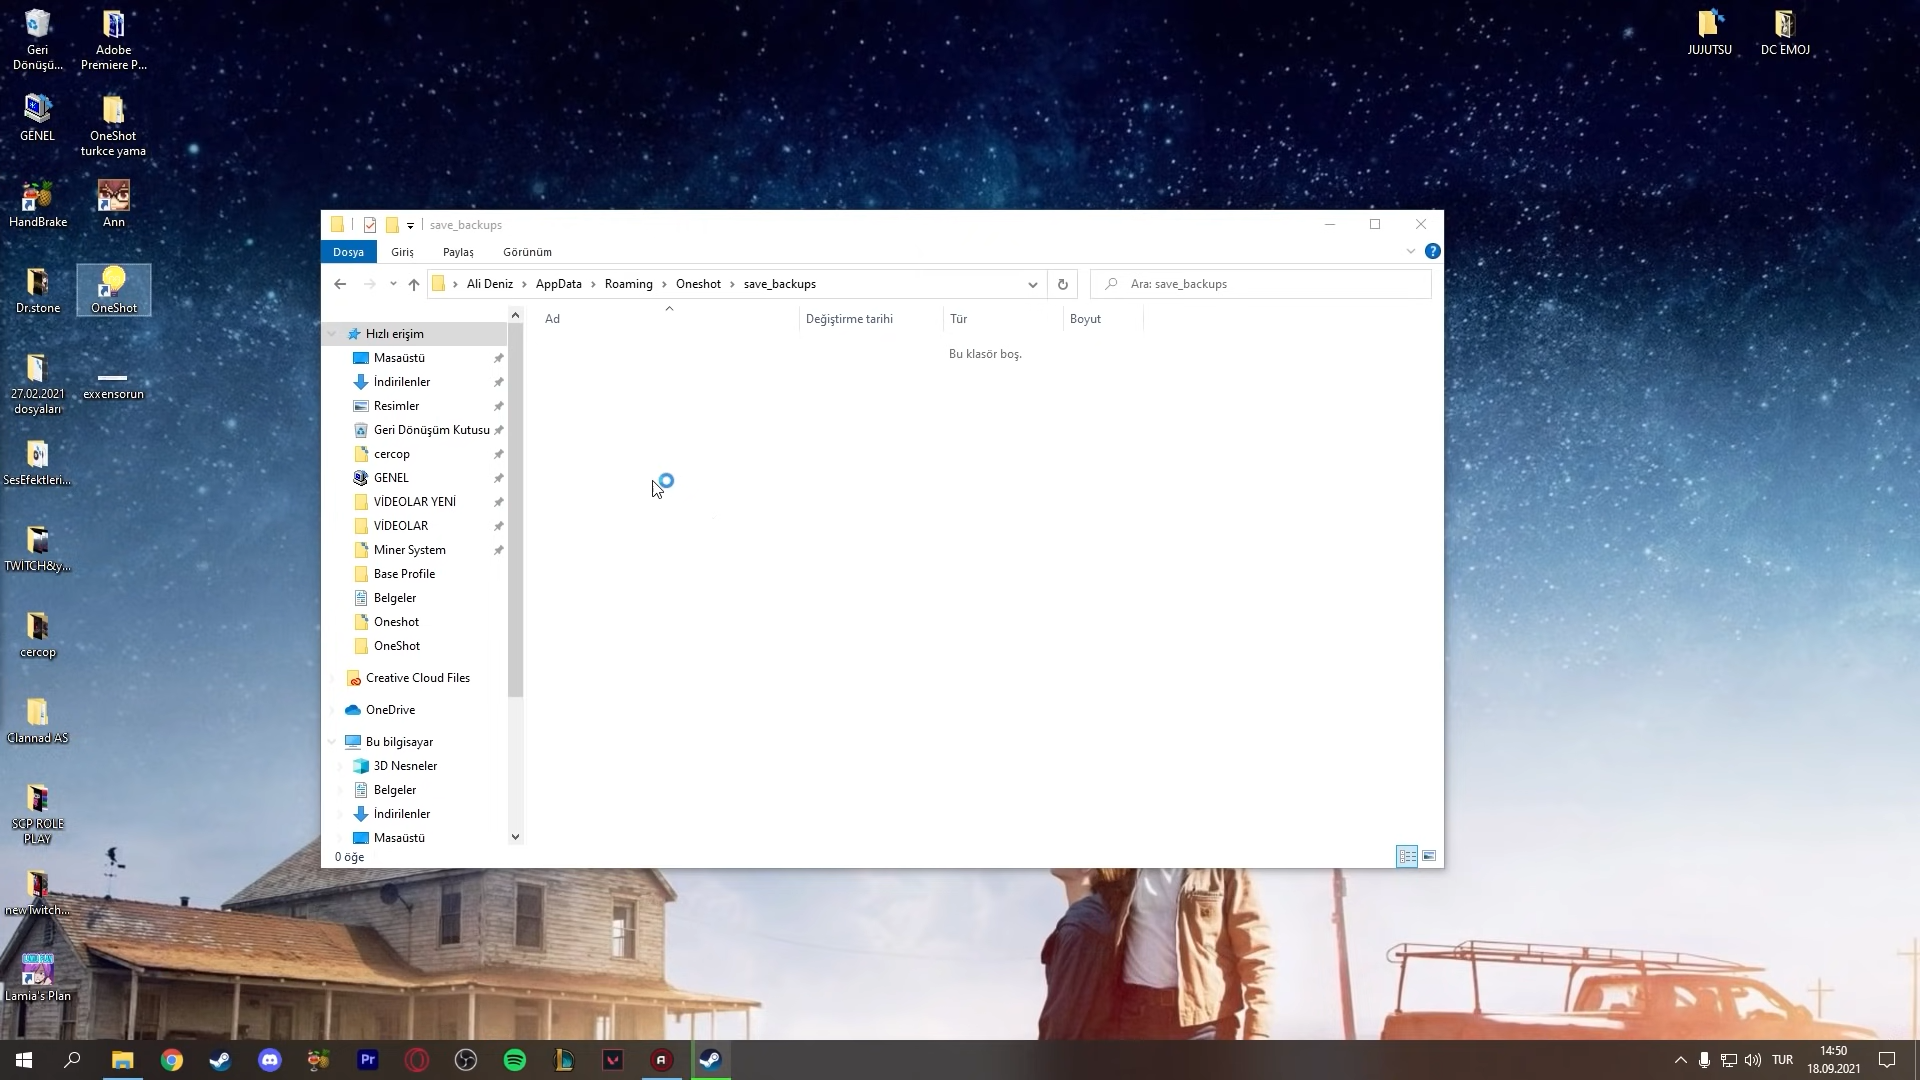 Geri
Dönüşü...
Adobe
Premiere P...
JUJUTSU
DC EMOJ
GENEL
OneShot
turkce yama
HandBrake
Ann
Dr.stone
OneShot
27.02.2021
dosyaları
exxensorun
SesEfektleri...
TWİTCH&y...
cercop
Clannad AS
SCP ROLE
PLAY
newTwitch...
Lamia's Plan
save_backups
Dosya
Giriş
Paylaş
Görünüm
Ali Deniz
AppData
Roaming
Oneshot
save_backups
Ara: save_backups
Ad
Değiştirme tarihi
Tür
Boyut
Bu klasör boş.
Hızlı erişim
Masaüstü
İndirilenler
Resimler
Geri Dönüşüm Kutusu
cercop
GENEL
VİDEOLAR YENİ
VİDEOLAR
Miner System
Base Profile
Belgeler
Oneshot
OneShot
Creative Cloud Files
OneDrive
Bu bilgisayar
3D Nesneler
Belgeler
İndirilenler
Masaüstü
0 öğe
Pr
TUR
14:50
18.09.2021